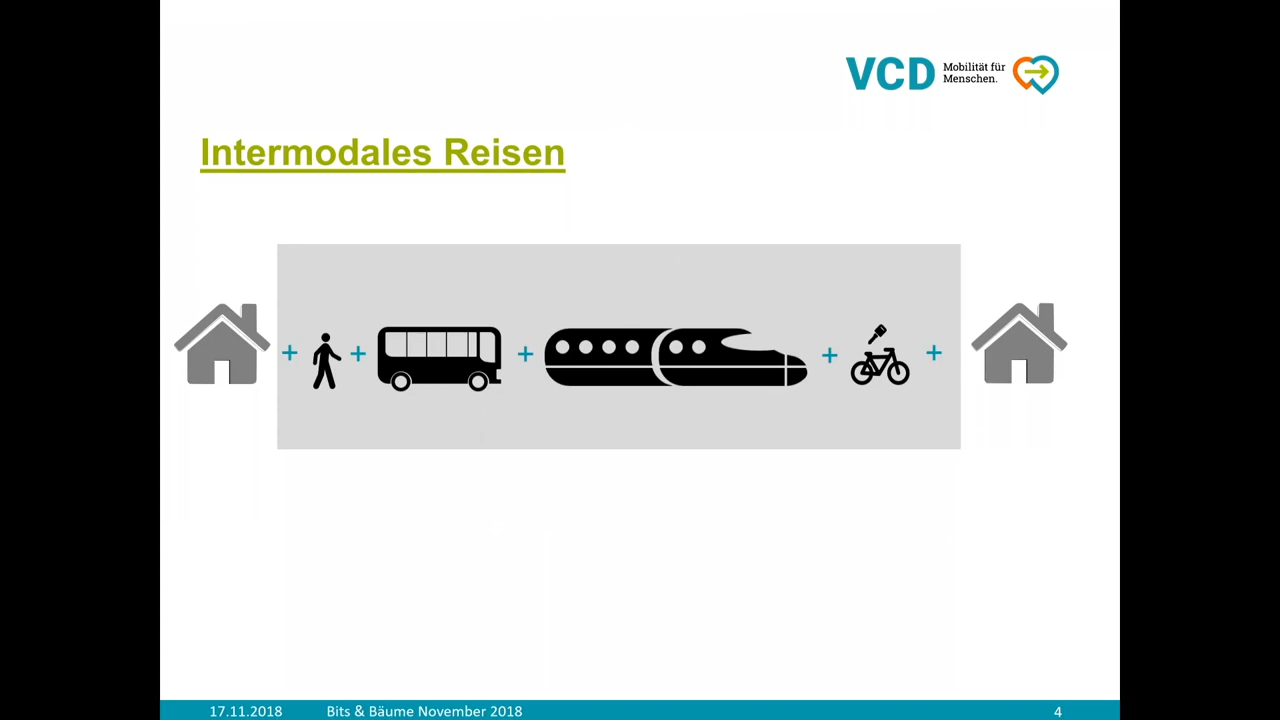 VCD
Mobilität für
Menschen.
Intermodales Reisen
+ + + + +
17.11.2018 Bits & Bäume November 2018 4